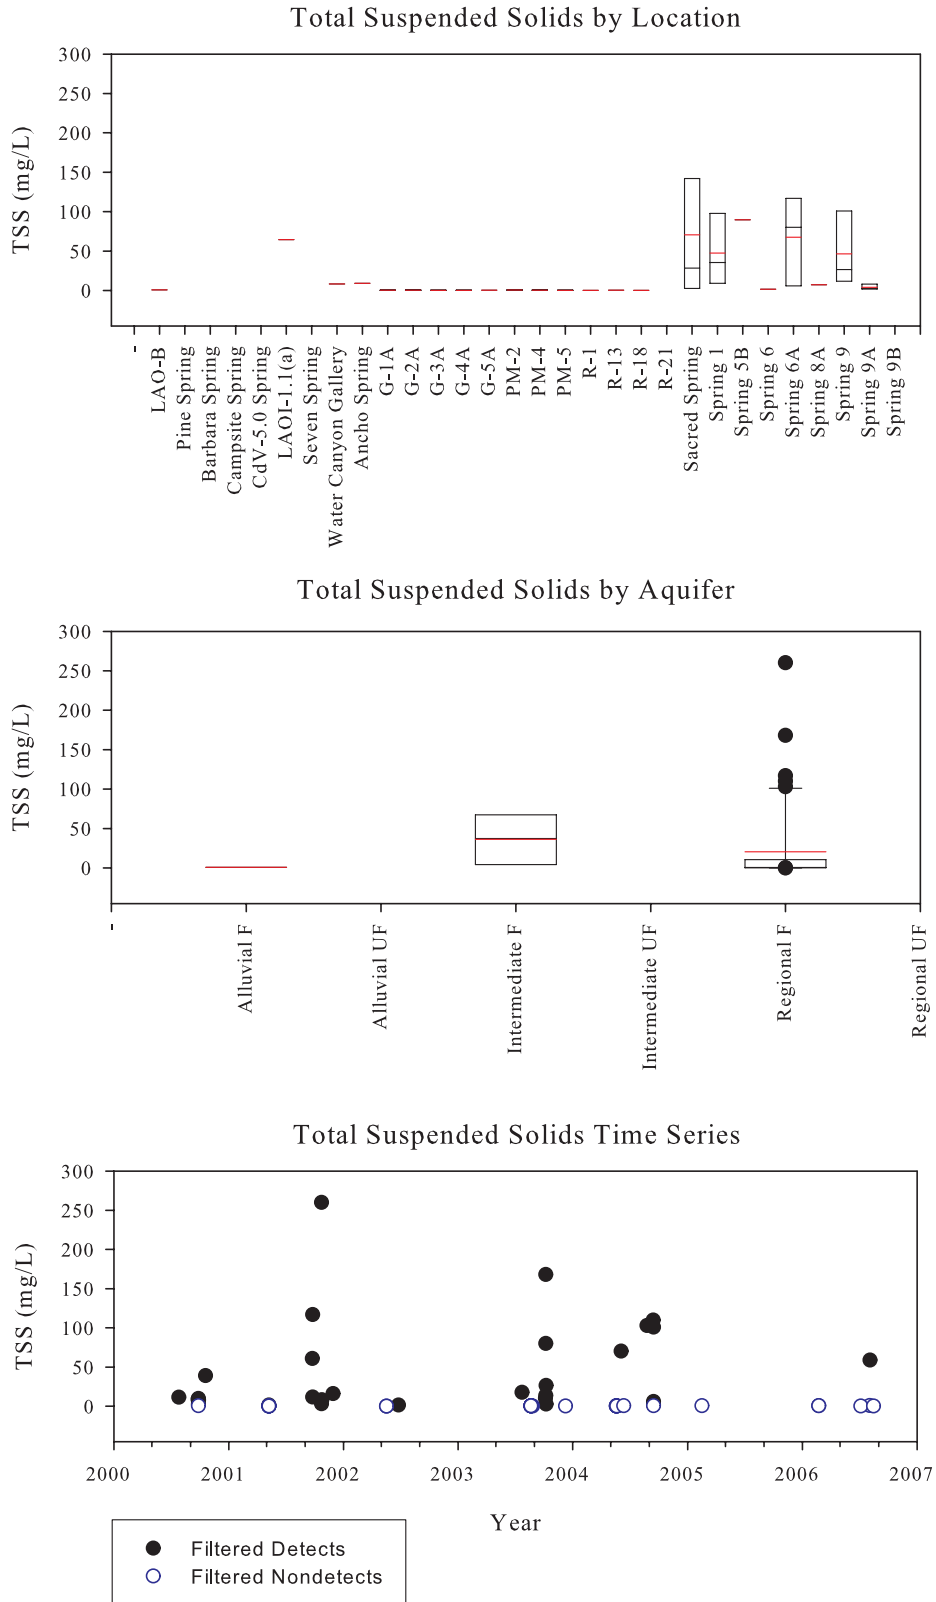 Total Suspended Solids by Location
TSS (mg/L)
300
250
200
150
100
50
0
-
LAO-B
Pine Spring
Barbara Spring
Campsite Spring
CdV-5.0 Spring
LAOI-1.1(a)
Seven Spring
Water Canyon Gallery
Ancho Spring
G-1A
G-2A
G-3A
G-4A
G-5A
PM-2
PM-4
PM-5
R-1
R-13
R-18
R-21
Sacred Spring
Spring 1
Spring 5B
Spring 6
Spring 6A
Spring 8A
Spring 9
Spring 9A
Spring 9B
Total Suspended Solids by Aquifer
TSS (mg/L)
300
250
200
150
100
50
0
-
Alluvial F
Alluvial UF
Intermediate F
Intermediate UF
Regional F
Regional UF
Total Suspended Solids Time Series
TSS (mg/L)
300
250
200
150
100
50
0
2000 2001 2002 2003 2004 2005 2006 2007
Year
Filtered Detects
Filtered Nondetects